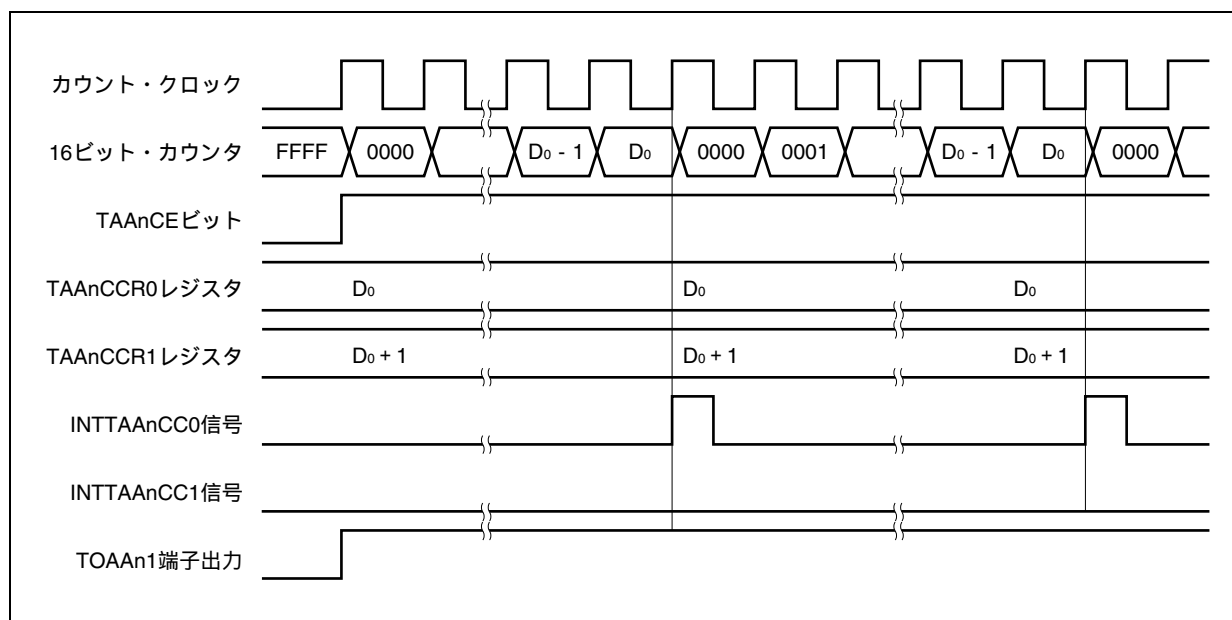 カウント・クロック
16ビット・カウンタ FFFF 0000 D0 - 1 D0 0000 0001 D0 - 1 D0 0000
TAAnCEビット
TAAnCCR0レジスタ D0 D0 D0
TAAnCCR1レジスタ D0 + 1 D0 + 1 D0 + 1
INTTAAnCC0信号
INTTAAnCC1信号
TOAAn1端子出力